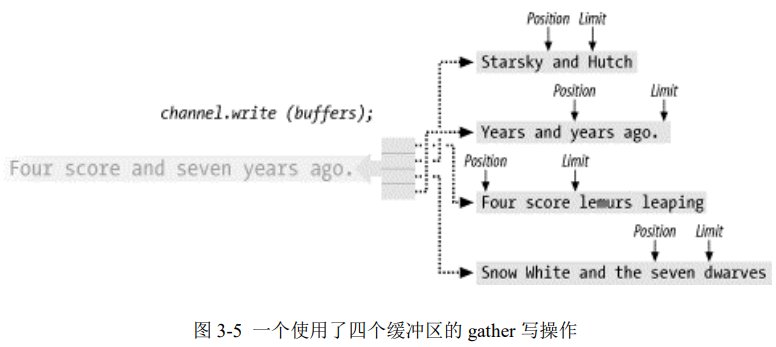 Position Limit
Starsky and Hutch
Position Limit
channel.write (buffers);
Years and years ago.
Position Limit
Four score and seven years ago.
Four score lemurs leaping
Position Limit
Snow White and the seven dwarves
图 3-5 一个使用了四个缓冲区的 gather 写操作